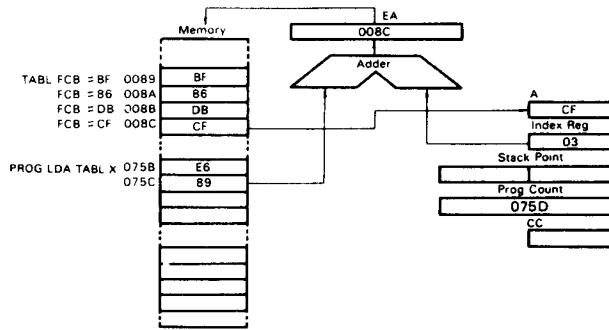 EA
Memory
008C
Adder
TABL FCB = BF 0089 BF
FCB = 86 008A 86
FCB = DB 008B DB
FCB = CF 008C CF
A
CF
Index Reg
03
Stack Point
PROG LDA TABL X 075B E6
075C 89
Prog Count
075D
CC